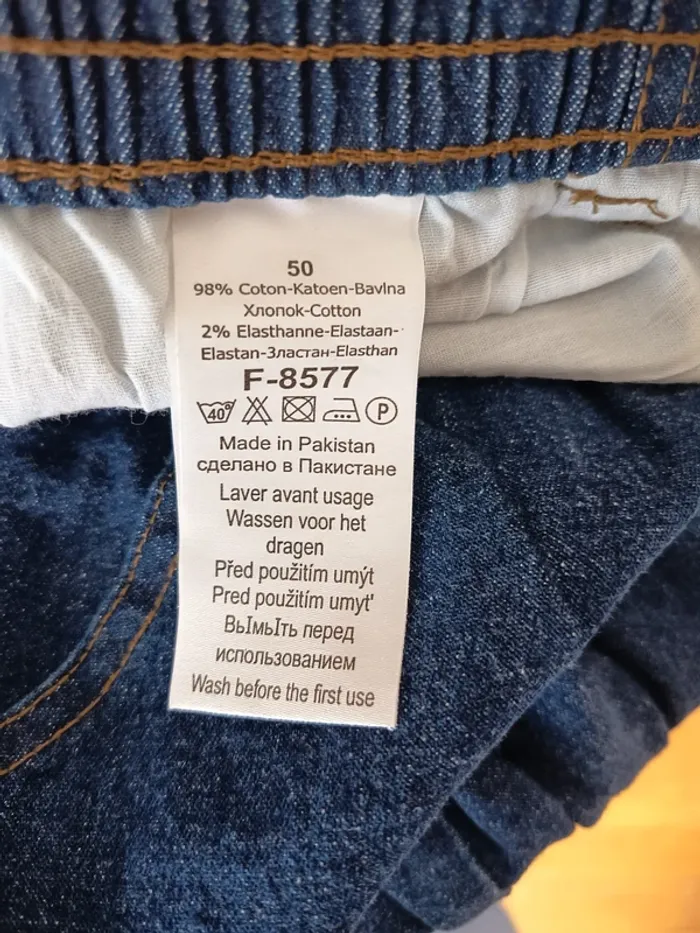 50
98% Coton-Katoen-Bavlna
Хлопок-Cotton
2% Elasthanne-Elastaan-
Elastan-Зластан-Elasthan
F-8577
40° P
Made in Pakistan
сделано в Пакистане
Laver avant usage
Wassen voor het
dragen
Před použitím umýt
Pred použitím umyt'
ВЫмЫть перед
использованием
Wash before the first use